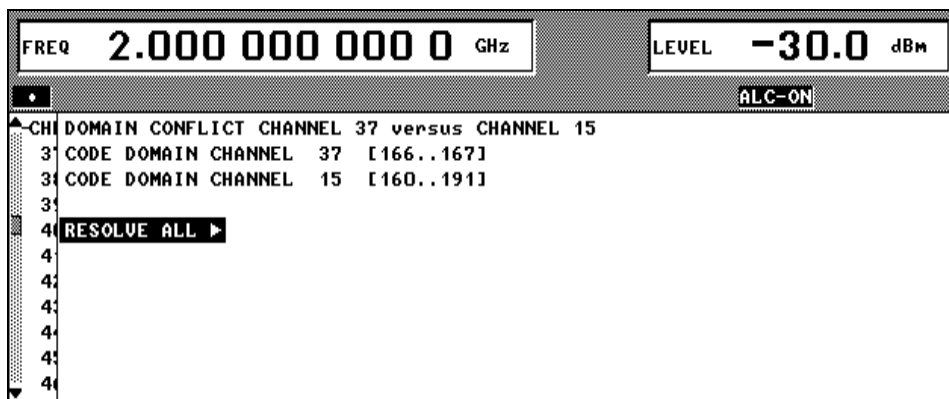 FREQ 2.000 000 000 0 GHz
LEVEL -30.0 dBm
ALC-ON
-CHI DOMAIN CONFLICT CHANNEL 37 versus CHANNEL 15
CODE DOMAIN CHANNEL 37 [166..167]
CODE DOMAIN CHANNEL 15 [160..191]
RESOLVE ALL ▶